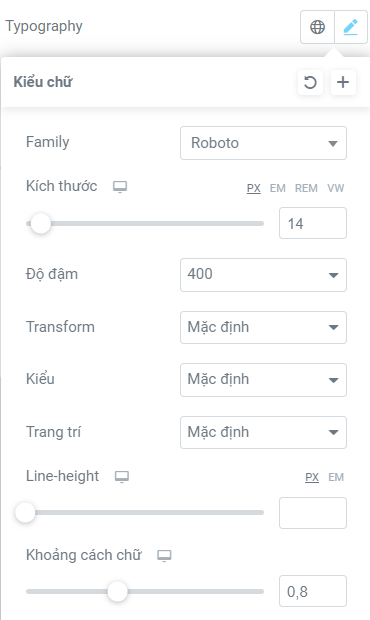 Typography
Kiểu chữ
Family Roboto
Kích thước PX EM REM VW
14
Độ đậm 400
Transform Mặc định
Kiểu Mặc định
Trang trí Mặc định
Line-height PX EM
Khoảng cách chữ
0,8